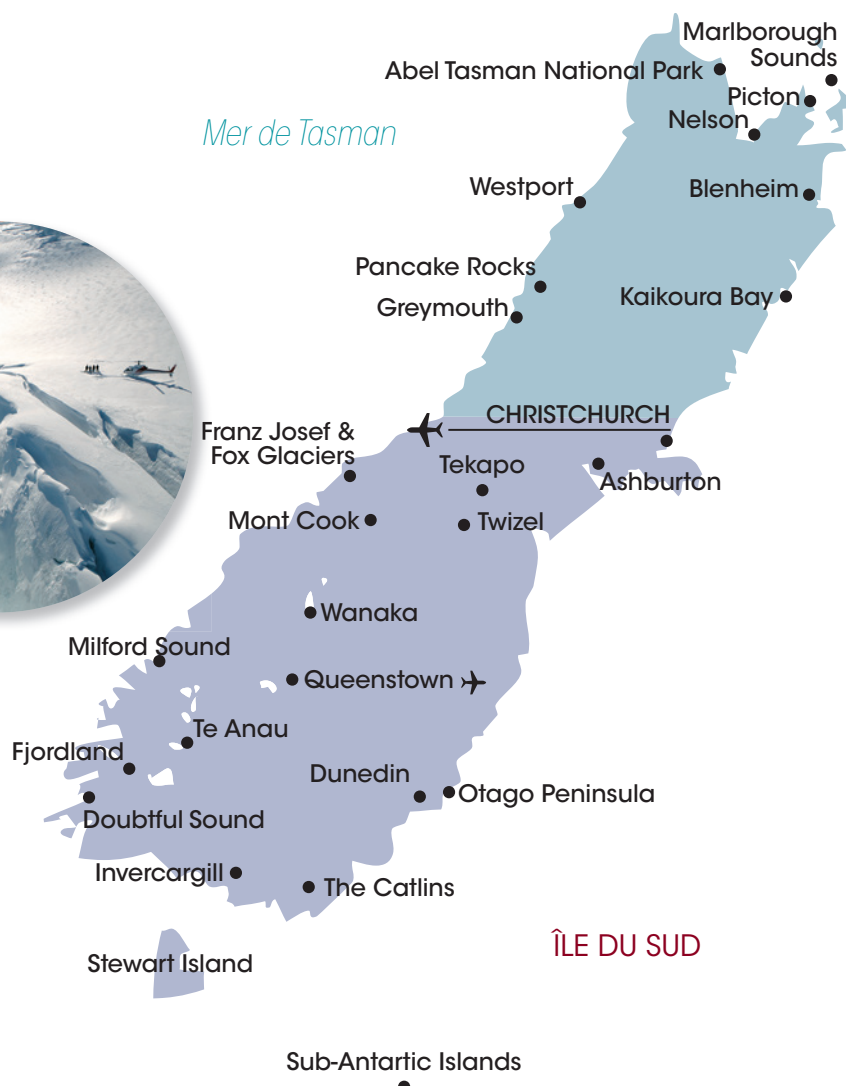 Marlborough
Sounds
Abel Tasman National Park
Picton
Nelson
Mer de Tasman
Westport
Blenheim
Pancake Rocks
Kaikoura Bay
Greymouth
CHRISTCHURCH
Franz Josef &
Fox Glaciers
Tekapo
Ashburton
Mont Cook
Twizel
Wanaka
Milford Sound
Queenstown
Te Anau
Fjordland
Dunedin
Otago Peninsula
Doubtful Sound
Invercargill
The Catlins
ÎLE DU SUD
Stewart Island
Sub-Antartic Islands